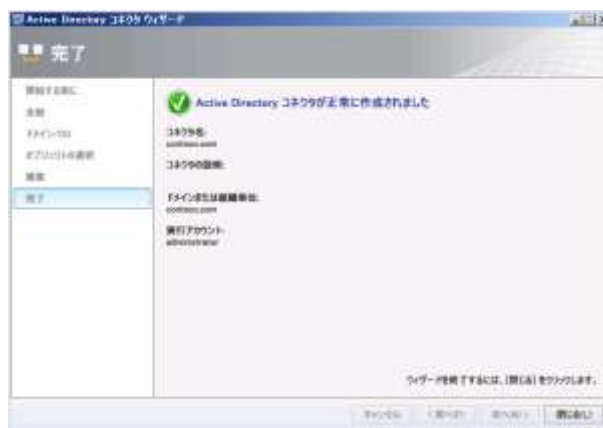 Active Directory コネクタ ウィザード
完了
開始する前に
全般
ドメイン/OU
オブジェクトの選択
概要
完了
Active Directory コネクタが正常に作成されました
コネクタ名:
contoso.com
コネクタの説明:
ドメインまたは組織単位:
contoso.com
実行アカウント:
administrator
ウィザードを終了するには、[閉じる] をクリックします。
キャンセル
< 前へ(P)
次へ(N) >
閉じる(L)